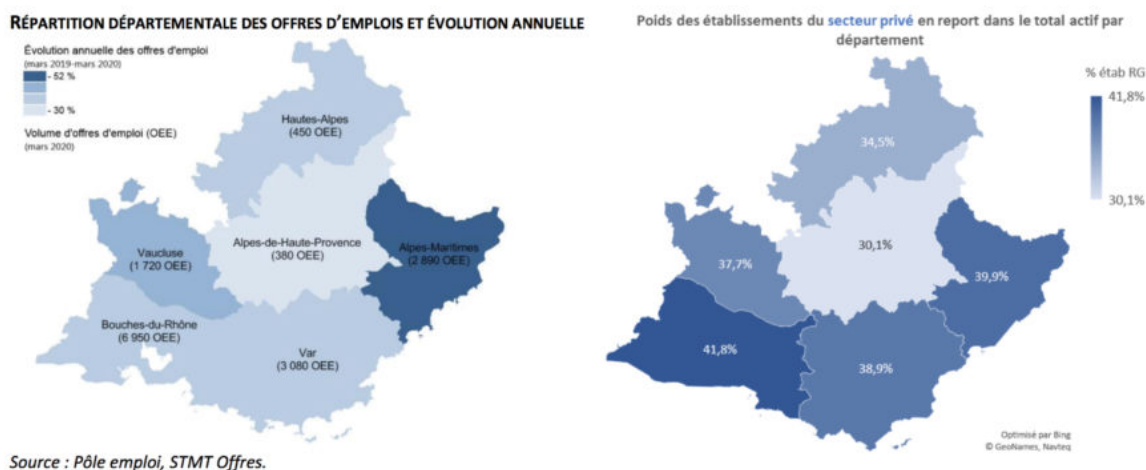 RÉPARTITION DÉPARTEMENTALE DES OFFRES D'EMPLOIS ET ÉVOLUTION ANNUELLE
Évolution annuelle des offres d'emploi
(mars 2019-mars 2020)
- 52 %
- 30 %
Volume d'offres d'emploi (OEE)
(mars 2020)
Hautes-Alpes
(450 OEE)
Alpes-de-Haute-Provence
(380 OEE)
Alpes-Maritimes
(2 890 OEE)
Vaucluse
(1 720 OEE)
Bouches-du-Rhône
(6 950 OEE)
Var
(3 080 OEE)
Source : Pôle emploi, STMT Offres.
Poids des établissements du secteur privé en report dans le total actif par
département
% étab RG
41,8%
30,1%
34,5%
30,1%
37,7%
39,9%
41,8%
38,9%
Optimisé par Bing
© GeoNames, Navteq